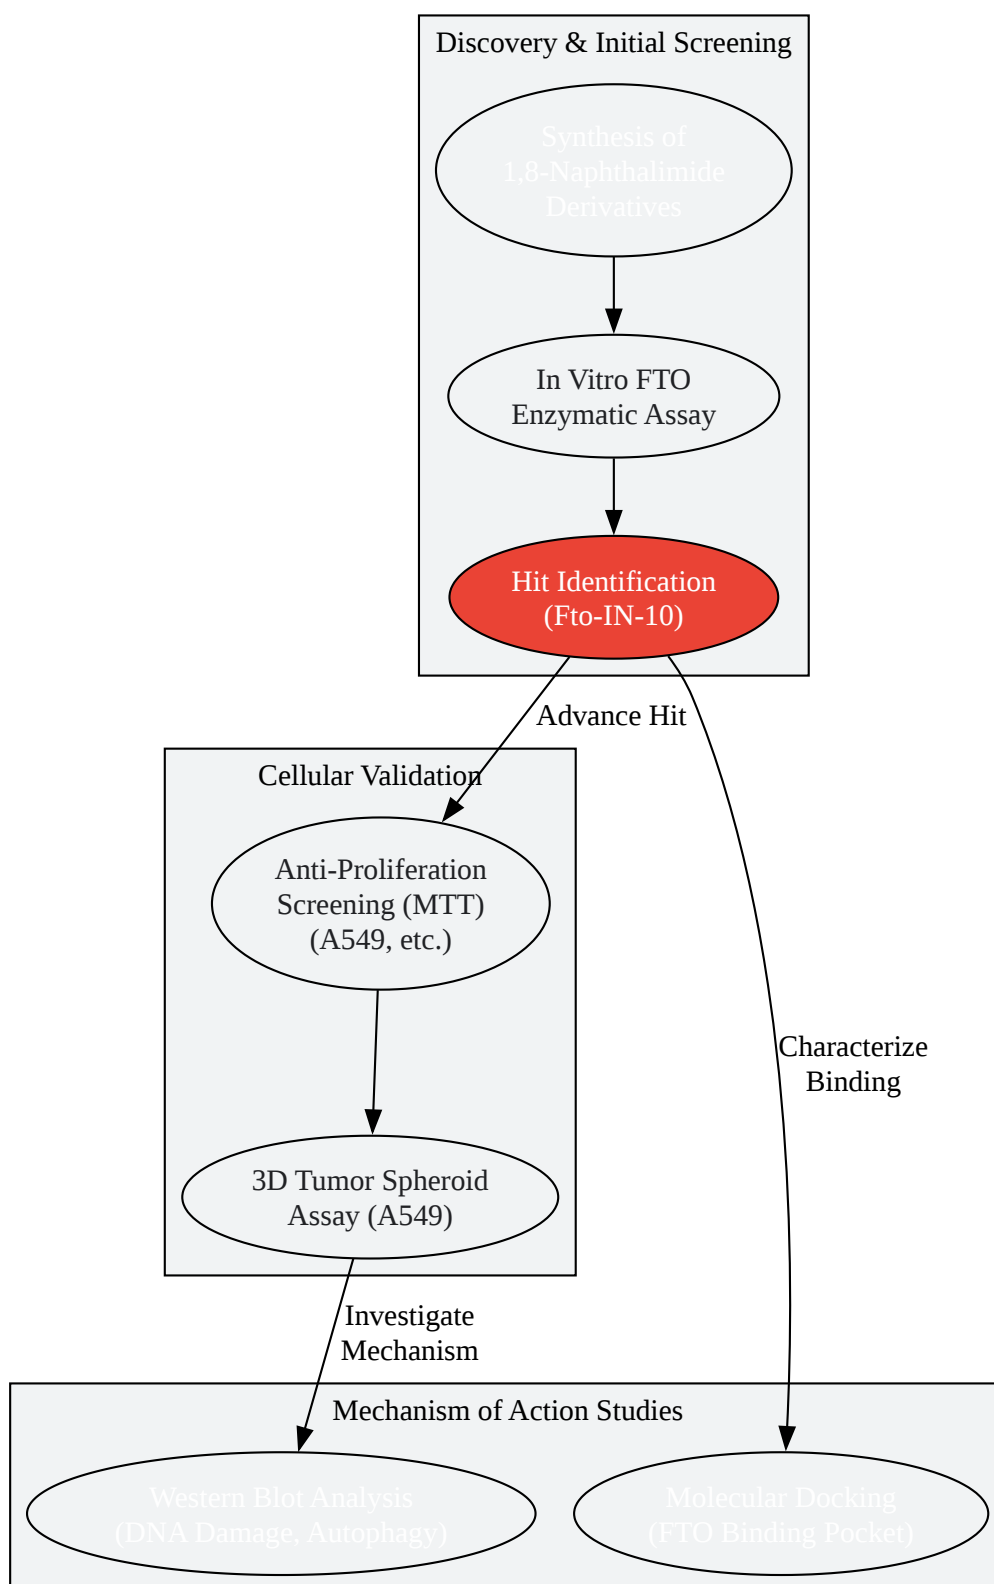 Discovery & Initial Screening
Synthesis of
1,8-Naphthalimide
Derivatives
In Vitro FTO
Enzymatic Assay
Hit Identification
(Fto-IN-10)
Advance Hit
Cellular Validation
Anti-Proliferation
Screening (MTT)
(A549, etc.)
Characterize
Binding
3D Tumor Spheroid
Assay (A549)
Investigate
Mechanism
Mechanism of Action Studies
Western Blot Analysis
(DNA Damage, Autophagy)
Molecular Docking
(FTO Binding Pocket)